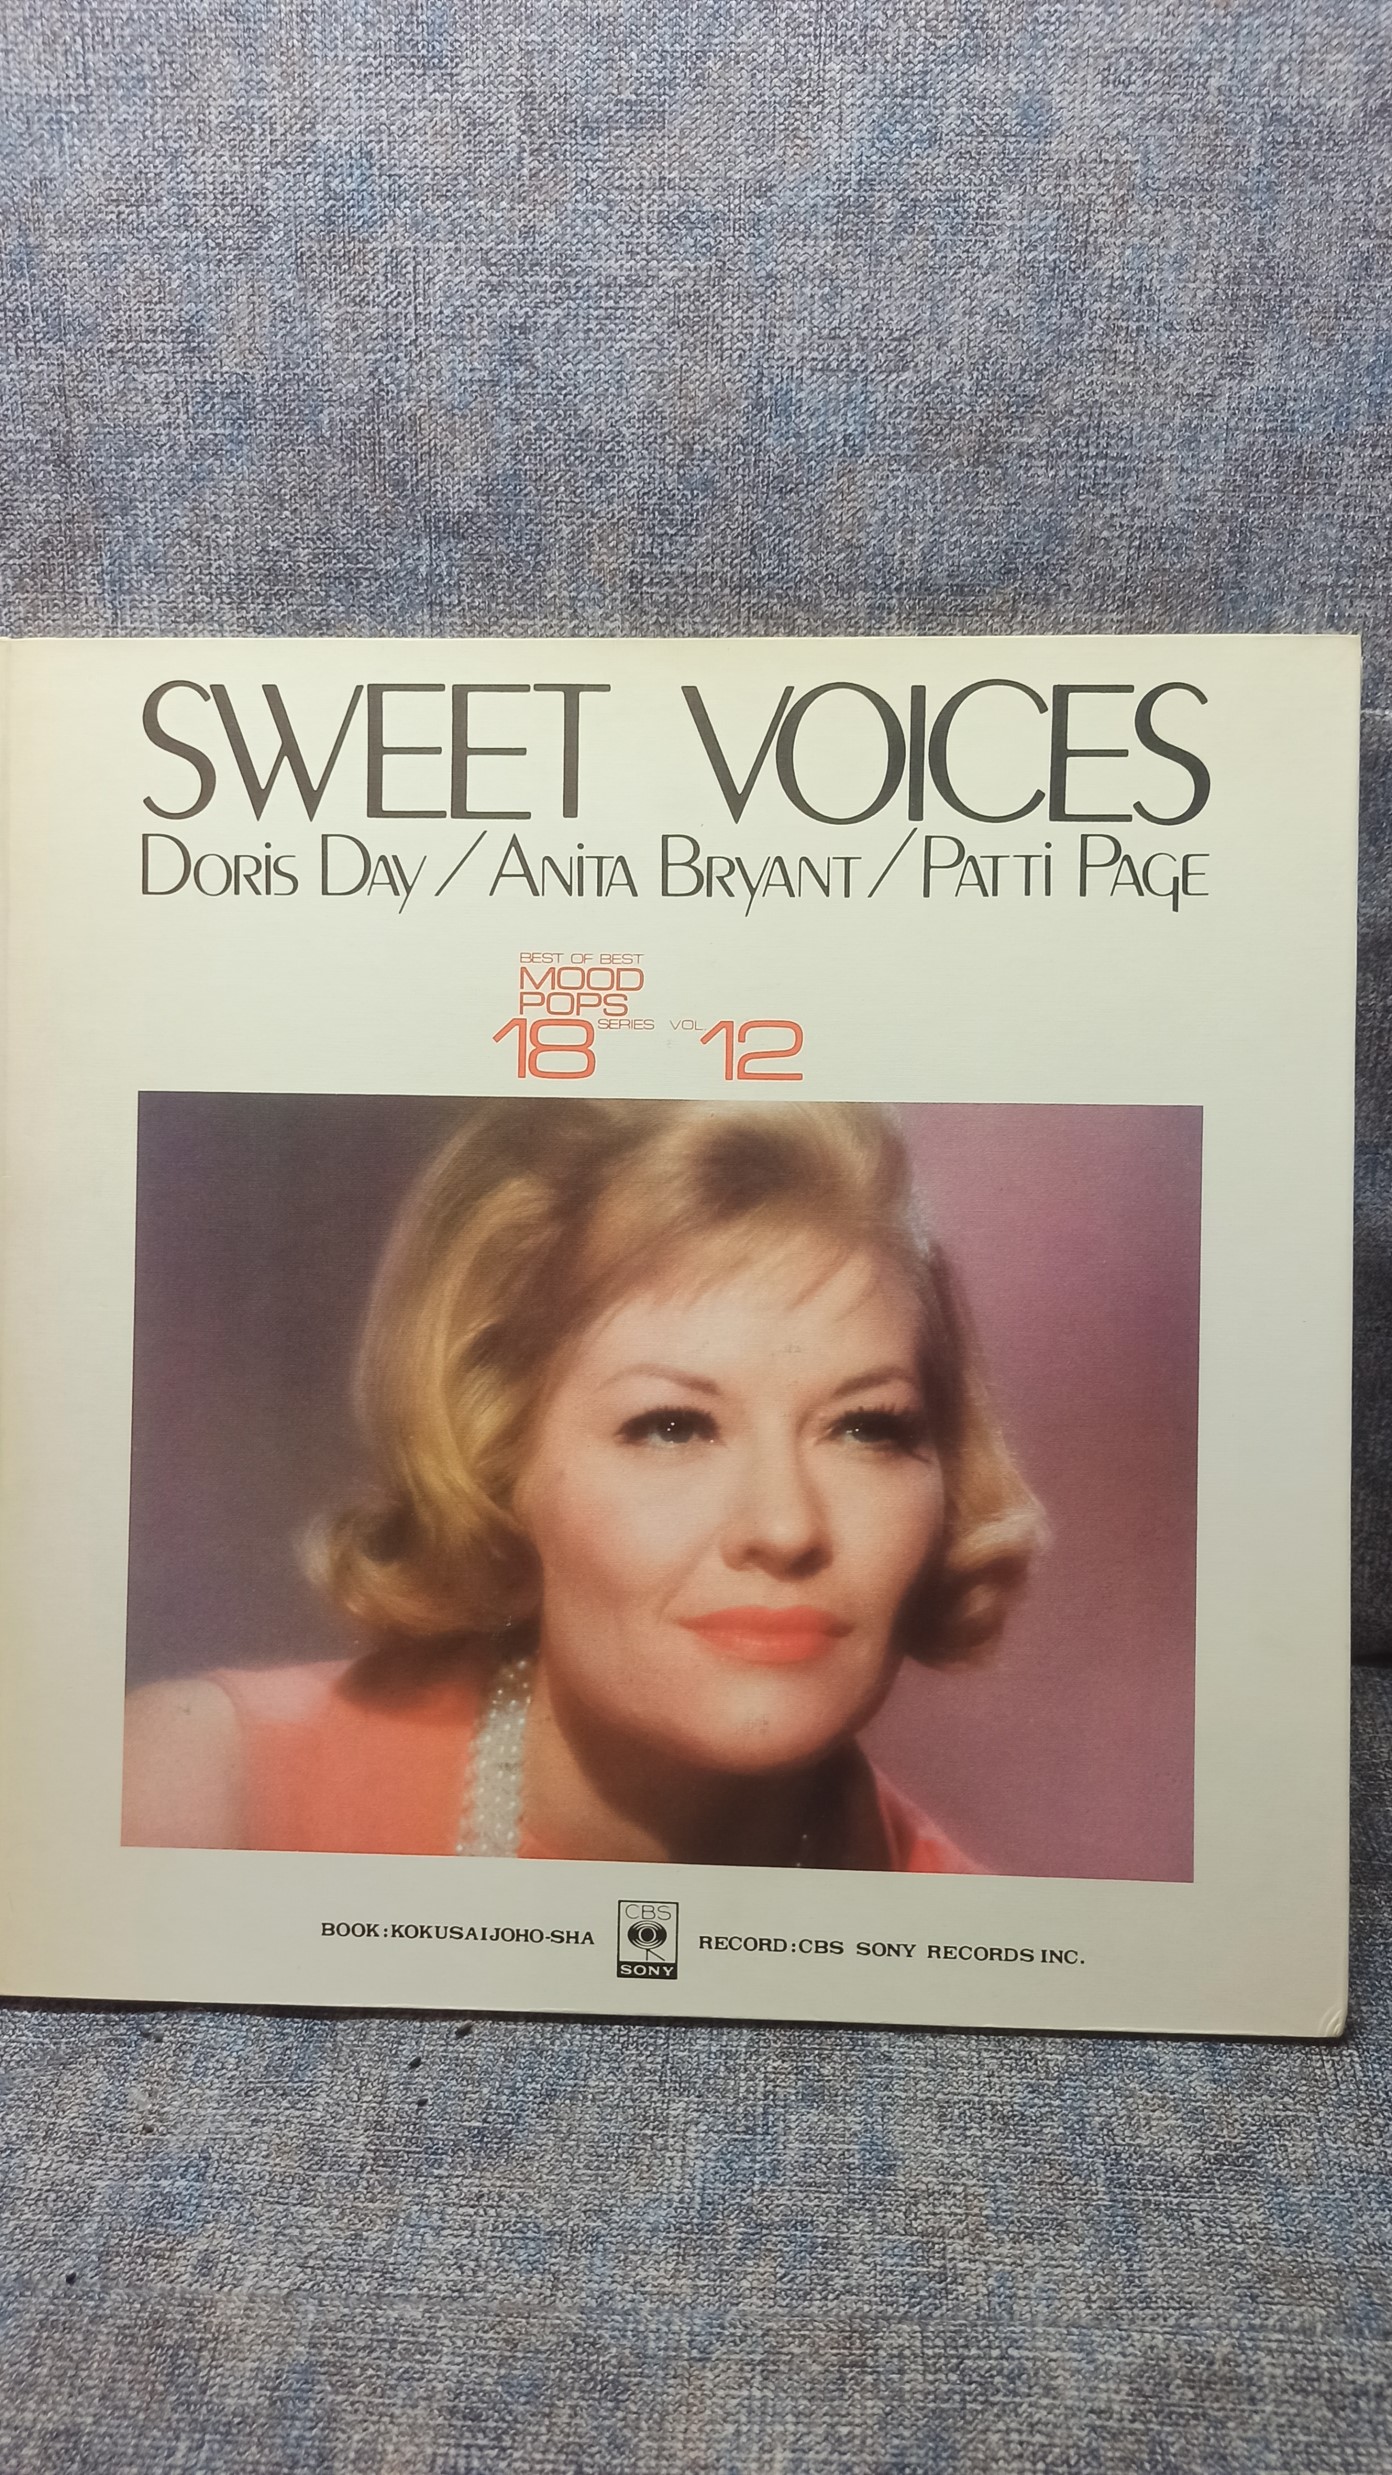 SWEET VOICES
DORiS DAy / ANiTA BRyANT / PATTi PAGE
BEST OF BEST
MOOD
POPS
18 SERIES VOL. 12
BOOK:KOKUSAIJOHO-SHA
CBS
SONY
RECORD:CBS SONY RECORDS INC.